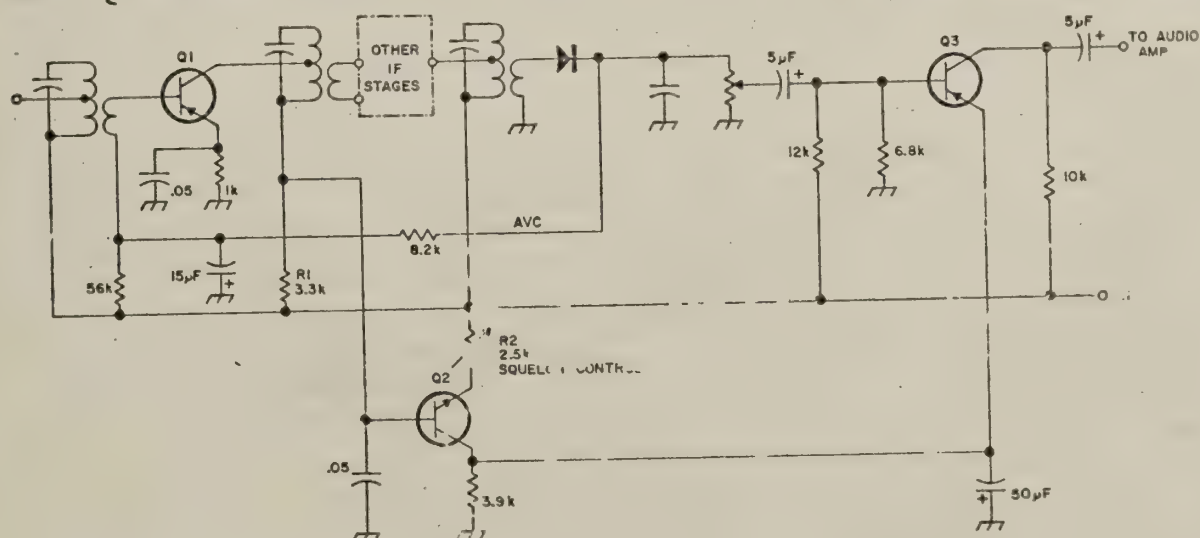 5µF
+
TO AUDIO
AMP
Q1
Q3
OTHER
IF
STAGES
5µF
+
12k
6.8k
10k
.05
1k
AVC
8.2k
15µF
+
56k
R1
3.3k
R2
2.5k
Q2
.05
3.9k
50µF
+